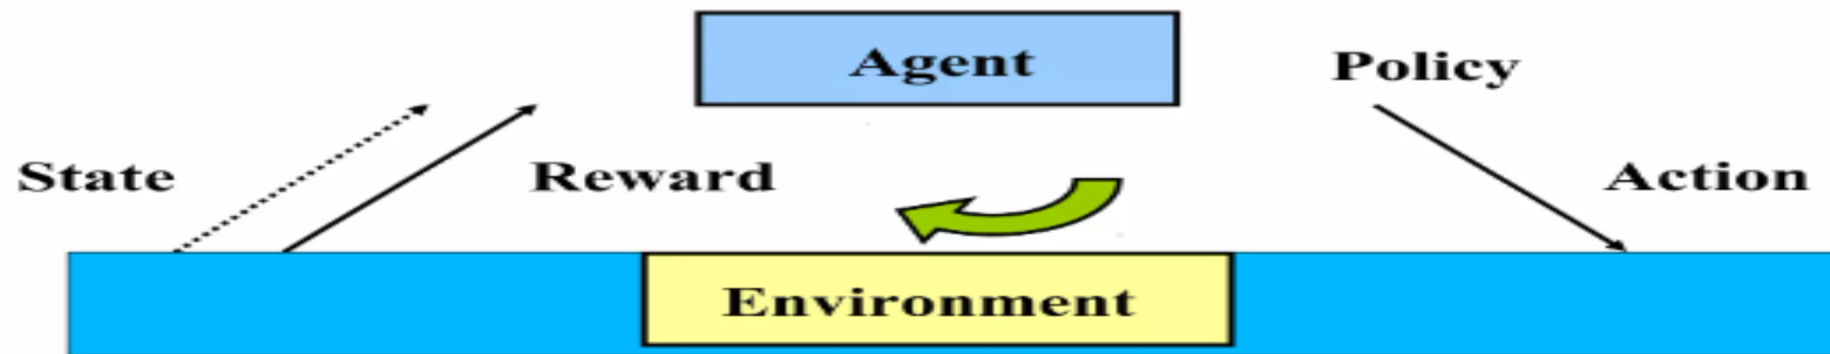 Agent
Policy
State
Reward
Action
Environment